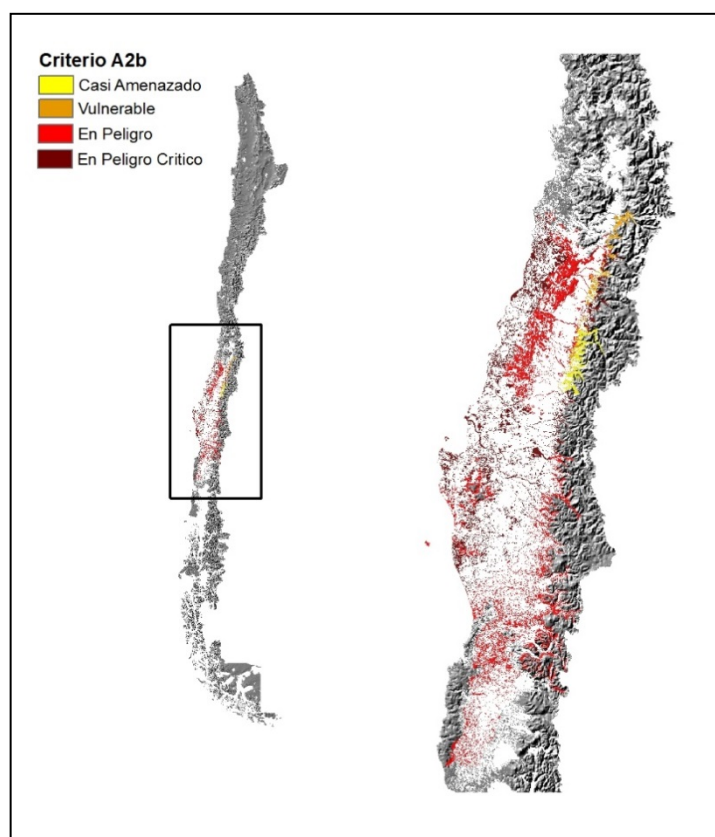 Criterio A2b
Casi Amenazado
Vulnerable
En Peligro
En Peligro Critico